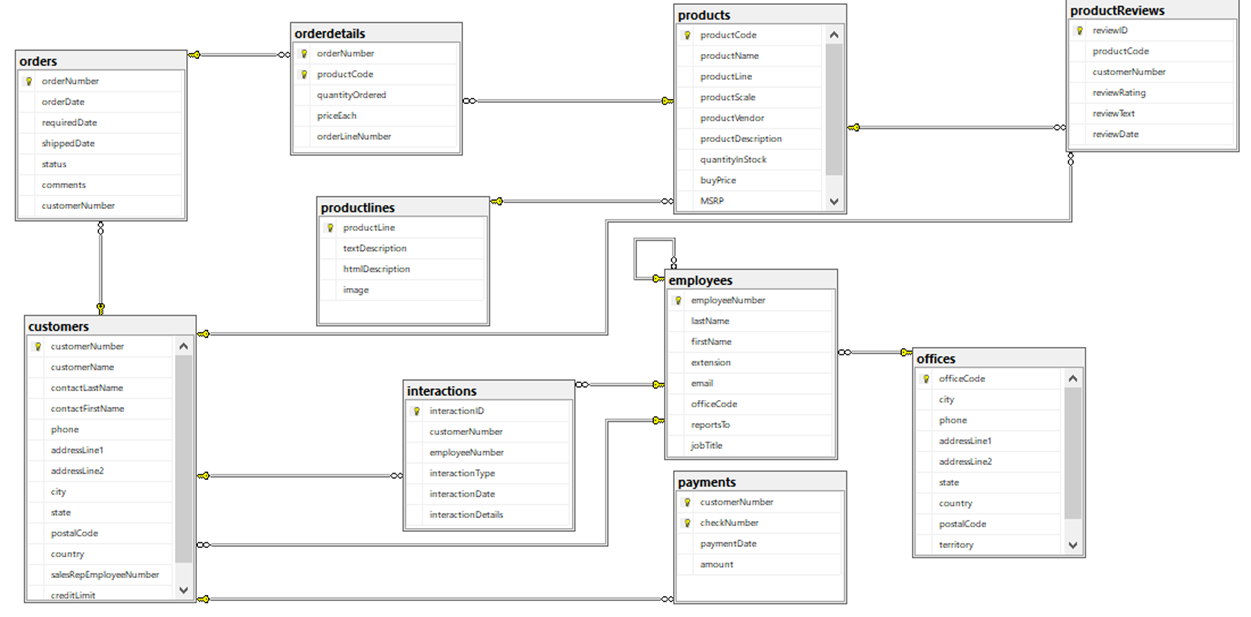 orders
orderNumber
orderDate
requiredDate
shippedDate
status
comments
customerNumber
orderdetails
orderNumber
productCode
quantityOrdered
priceEach
orderLineNumber
products
productCode
productName
productLine
productScale
productVendor
productDescription
quantityInStock
buyPrice
MSRP
productReviews
reviewID
productCode
customerNumber
reviewRating
reviewText
reviewDate
productlines
productLine
textDescription
htmlDescription
image
customers
customerNumber
customerName
contactLastName
contactFirstName
phone
addressLine1
addressLine2
city
state
postalCode
country
salesRepEmployeeNumber
creditLimit
interactions
interactionID
customerNumber
employeeNumber
interactionType
interactionDate
interactionDetails
employees
employeeNumber
lastName
firstName
extension
email
officeCode
reportsTo
jobTitle
offices
officeCode
city
phone
addressLine1
addressLine2
state
country
postalCode
territory
payments
customerNumber
checkNumber
paymentDate
amount